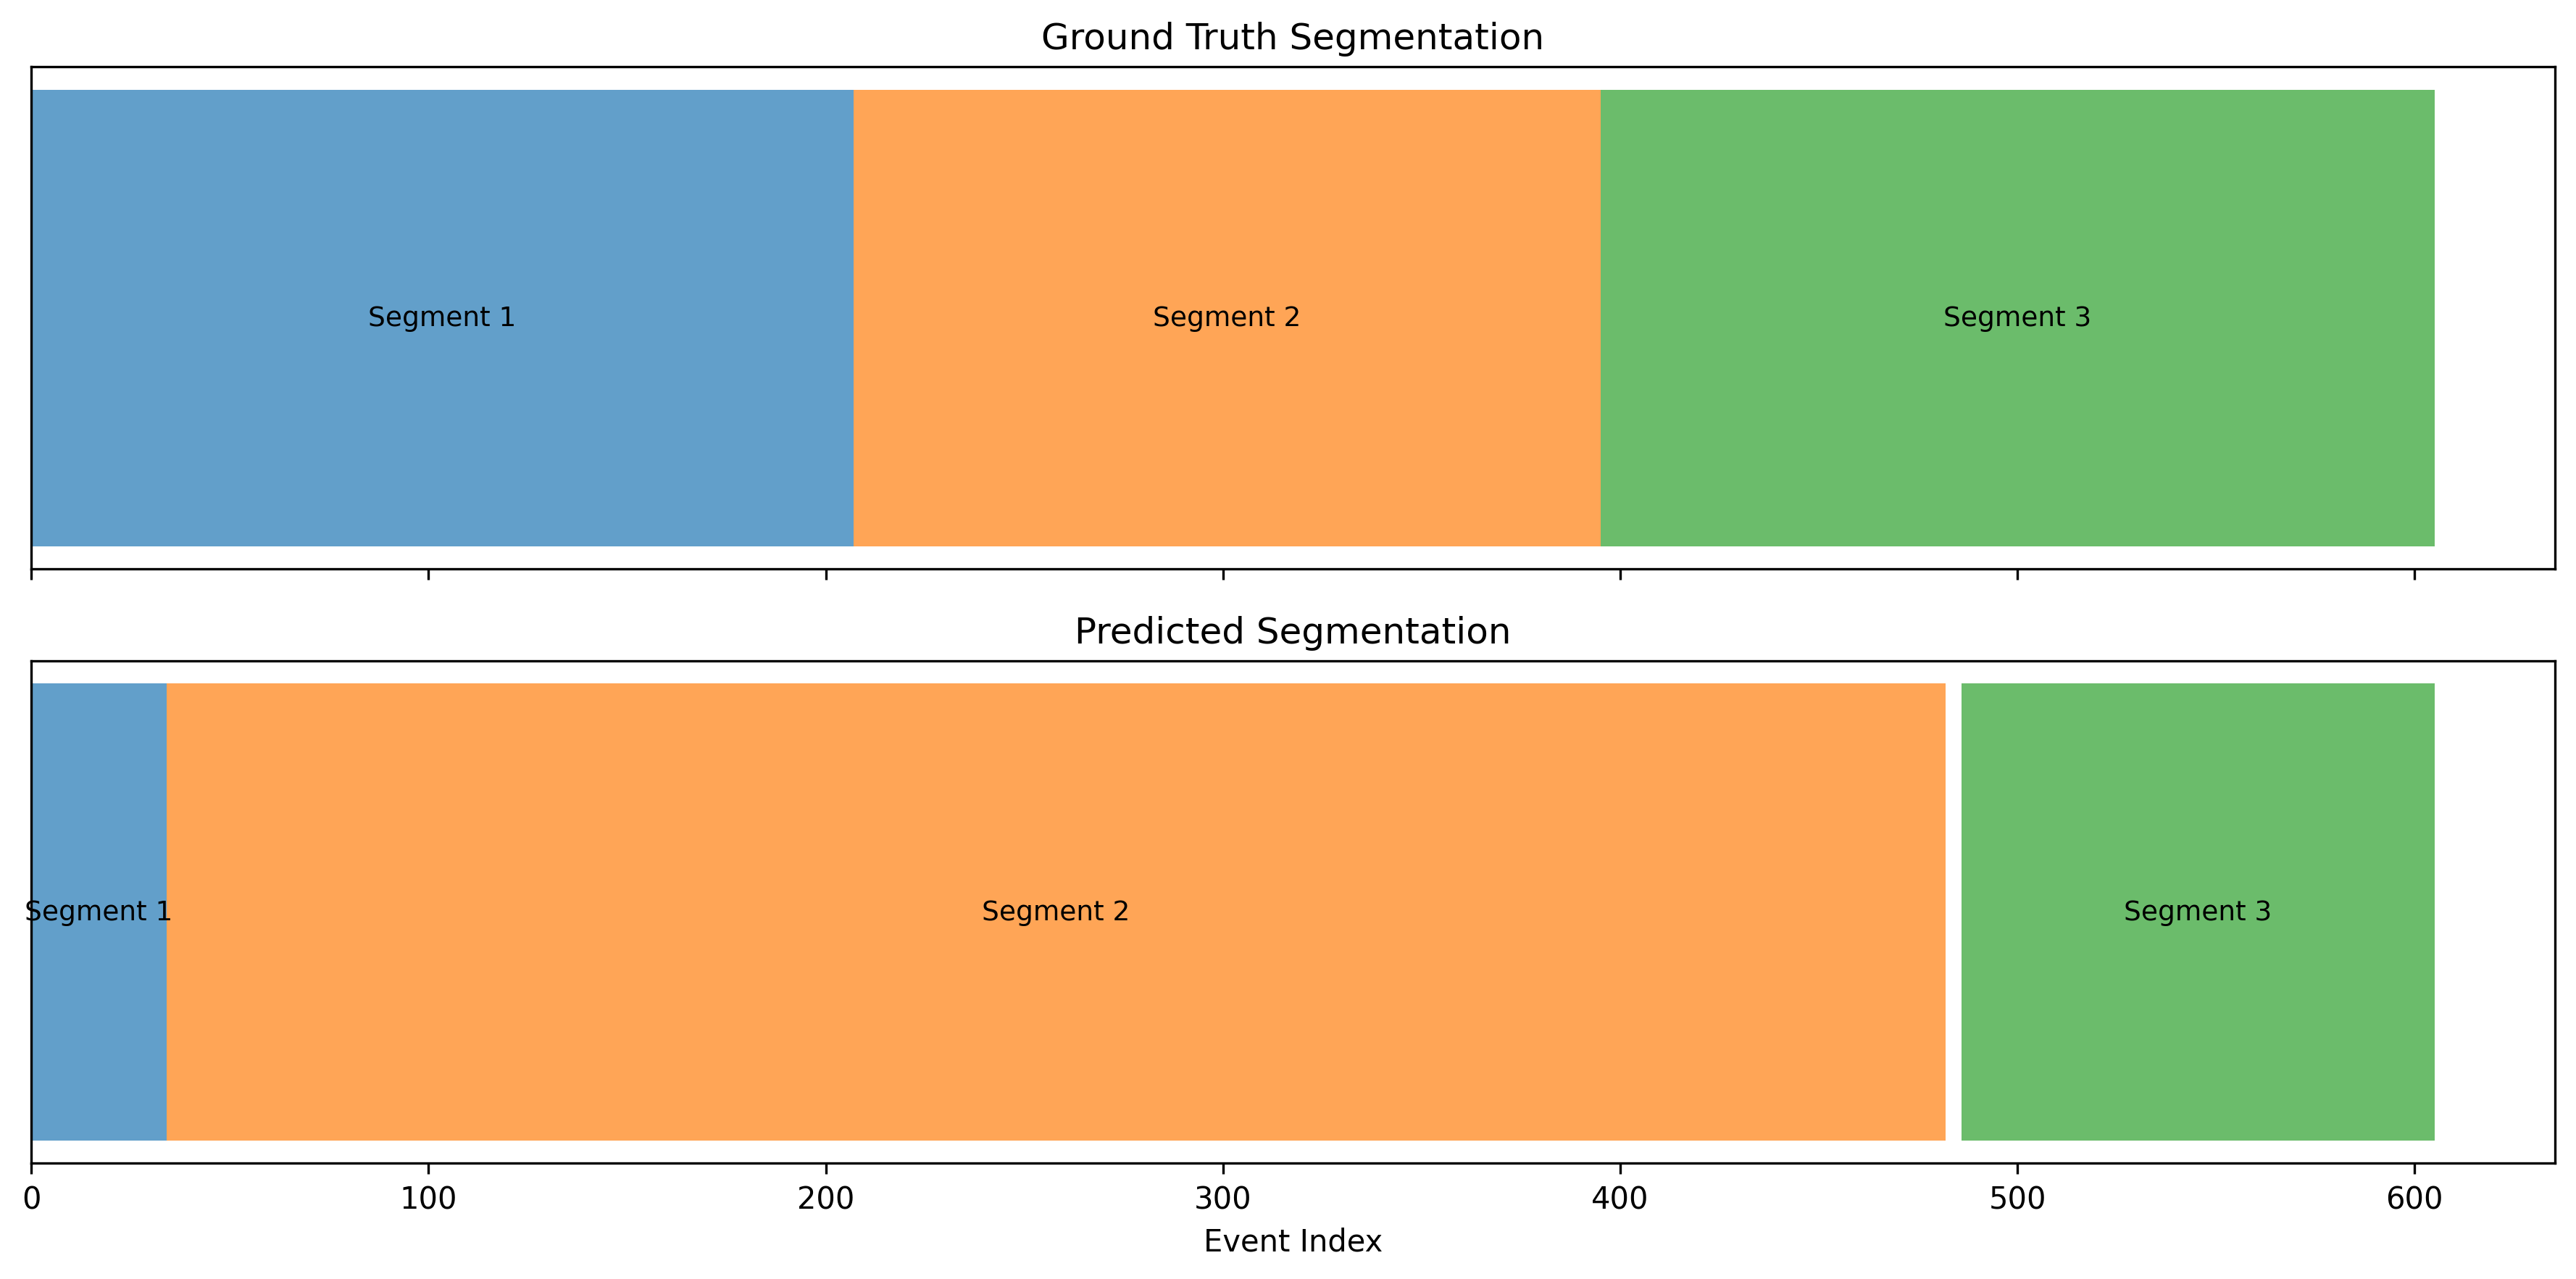 Ground Truth Segmentation
Segment 1 Segment 2 Segment 3
Predicted Segmentation
Segment 1 Segment 2 Segment 3
0 100 200 300 400 500 600
Event Index